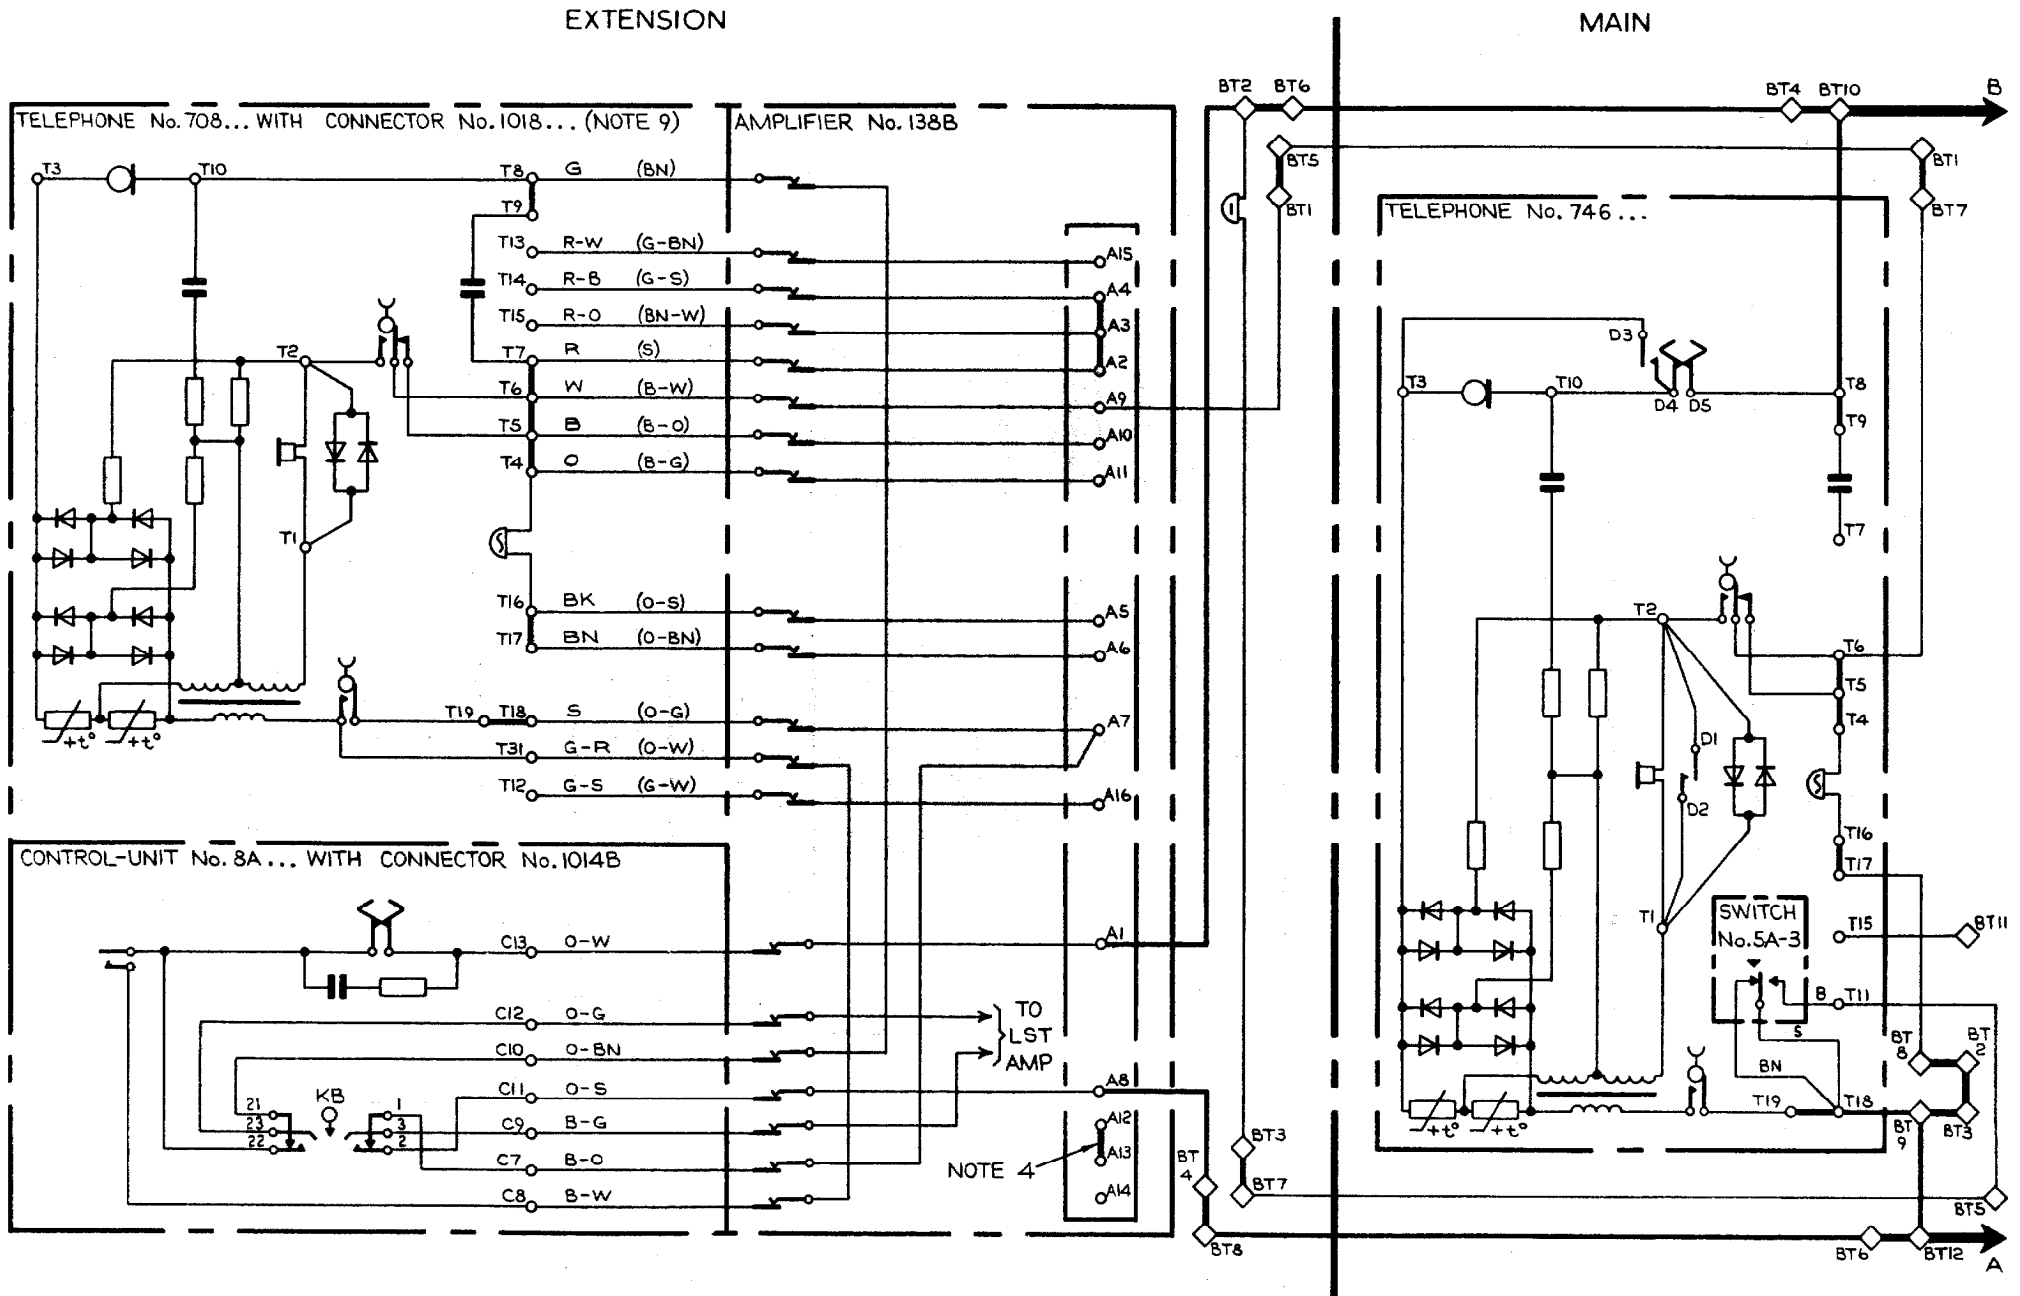 EXTENSION
MAIN
BT2 BT6
BT4 BT10 B
TELEPHONE No.708... WITH CONNECTOR No.1018... (NOTE 9)
AMPLIFIER No.138B
BT5
BT1
BT1
BT7
TELEPHONE No.746...
T3 T10 T8 G (BN)
T9
T13 R-W (G-BN) A15
T14 R-B (G-S) A4
T15 R-O (BN-W) A3
T2 T7 R (S) A2
T6 W (B-W) A9
T5 B (B-O) A10
T4 O (B-G) A11
T1
T16 BK (O-S) A5
T17 BN (O-BN) A6
T19 T18 S (O-G) A7
+t° +t°
T31 G-R (O-W)
T12 G-S (G-W) A16
CONTROL-UNIT No.8A... WITH CONNECTOR No.1014B
C13 O-W A1
C12 O-G
C10 O-BN
TO
LST
AMP
C11 O-S A8
KB
21
23
22
1
3
2
C9 B-G
C7 B-O
C8 B-W
A12
A13
A14
NOTE 4
BT
4
BT8
BT3
BT7
D3
T3 T10 D4 D5 T8
T9
T7
T2 T6
T5
T4
D1
D2
T16
T17
T1
SWITCH
No.5A-3
T15 BT11
B T11
S
BN
BT
8
BT
2
T19 T18
BT
9
BT3
+t° +t°
BT5
BT6 BT12 A